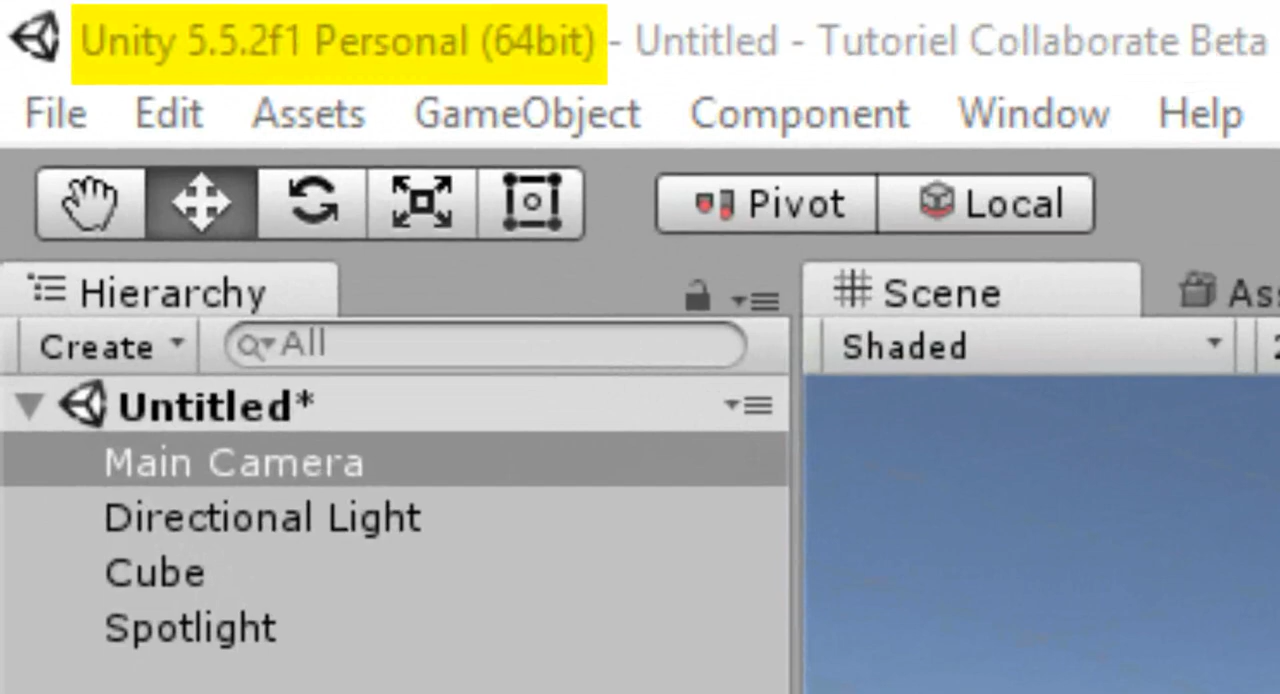 Unity 5.5.2f1 Personal (64bit) - Untitled - Tutoriel Collaborate Beta
File Edit Assets GameObject Component Window Help
Pivot Local
Hierarchy Scene
Create All Shaded
Untitled*
Main Camera
Directional Light
Cube
Spotlight